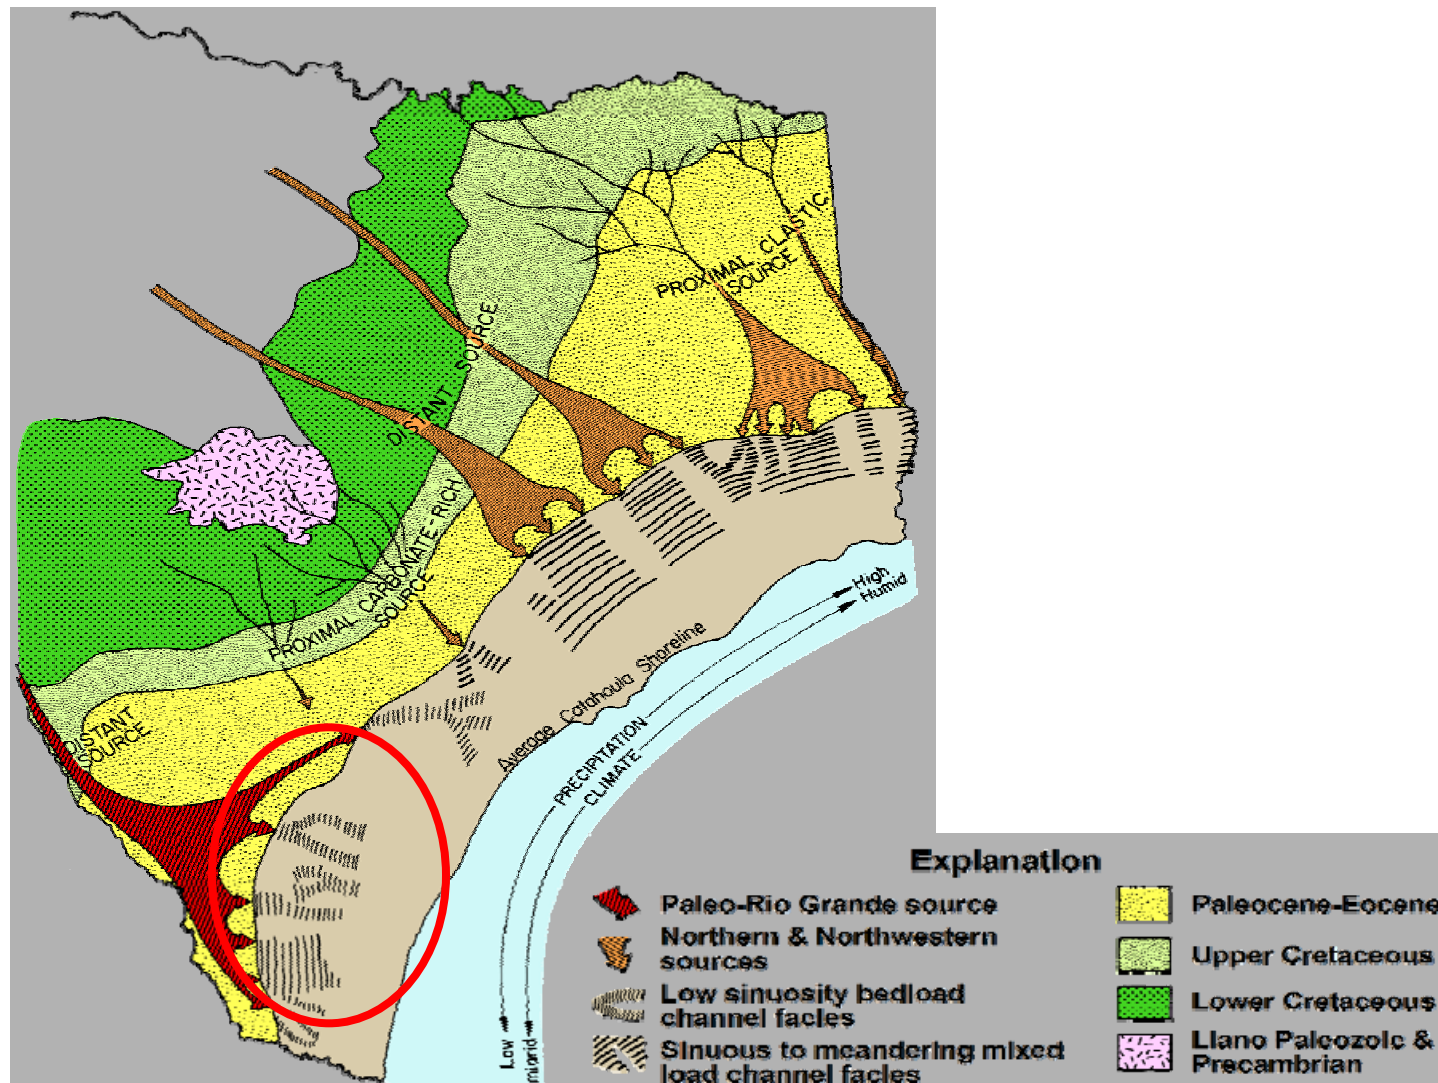 PROXIMAL CLASTIC
SOURCE
DISTANT SOURCE
PROXIMAL CARBONATE-RICH
SOURCE
DISTANT
SOURCE
Average Catahoula Shoreline
High
Humid
PRECIPITATION
CLIMATE
Low
Explanation
Paleo-Rio Grande source
Northern & Northwestern
sources
Low sinuosity bedload
channel facies
Sinuous to meandering mixed
load channel facies
Paleocene-Eocene
Upper Cretaceous
Lower Cretaceous
Llano Paleozoic &
Precambrian